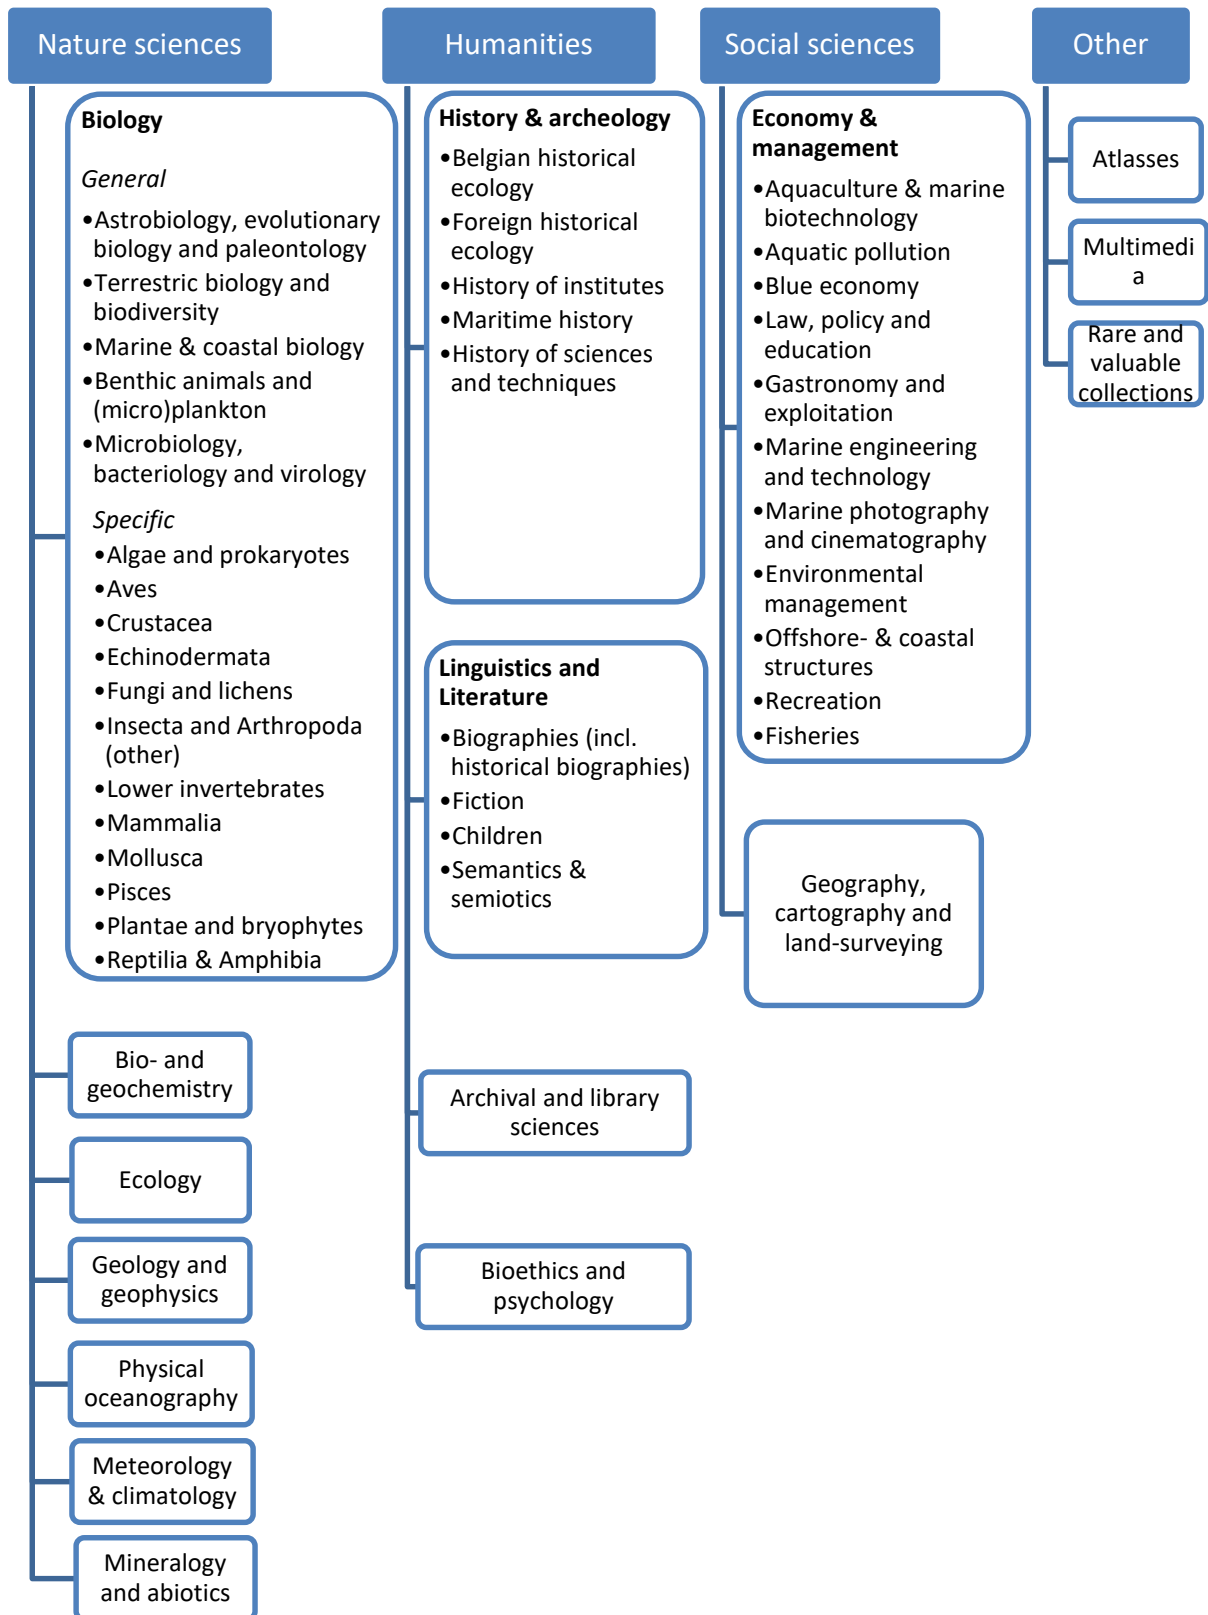 Nature sciences
Biology
General
•Astrobiology, evolutionary
biology and paleontology
•Terrestric biology and
biodiversity
•Marine & coastal biology
•Benthic animals and
(micro)plankton
•Microbiology,
bacteriology and virology
Specific
•Algae and prokaryotes
•Aves
•Crustacea
•Echinodermata
•Fungi and lichens
•Insecta and Arthropoda
(other)
•Lower invertebrates
•Mammalia
•Mollusca
•Pisces
•Plantae and bryophytes
•Reptilia & Amphibia
Bio- and
geochemistry
Ecology
Geology and
geophysics
Physical
oceanography
Meteorology
& climatology
Mineralogy
and abiotics
Humanities
History & archeology
•Belgian historical
ecology
•Foreign historical
ecology
•History of institutes
•Maritime history
•History of sciences
and techniques
Linguistics and
Literature
•Biographies (incl.
historical biographies)
•Fiction
•Children
•Semantics &
semiotics
Archival and library
sciences
Bioethics and
psychology
Social sciences
Economy &
management
•Aquaculture & marine
biotechnology
•Aquatic pollution
•Blue economy
•Law, policy and
education
•Gastronomy and
exploitation
•Marine engineering
and technology
•Marine photography
and cinematography
•Environmental
management
•Offshore- & coastal
structures
•Recreation
•Fisheries
Geography,
cartography and
land-surveying
Other
Atlasses
Multimedi
a
Rare and
valuable
collections